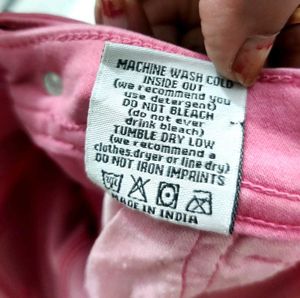 MACHINE WASH COLD
INSIDE OUT
(we recommend you
use detergent)
DO NOT BLEACH
(do not ever
drink bleach)
TUMBLE DRY LOW
(we recommend a
clothes dryer or line dry)
DO NOT IRON IMPRINTS
MADE IN INDIA